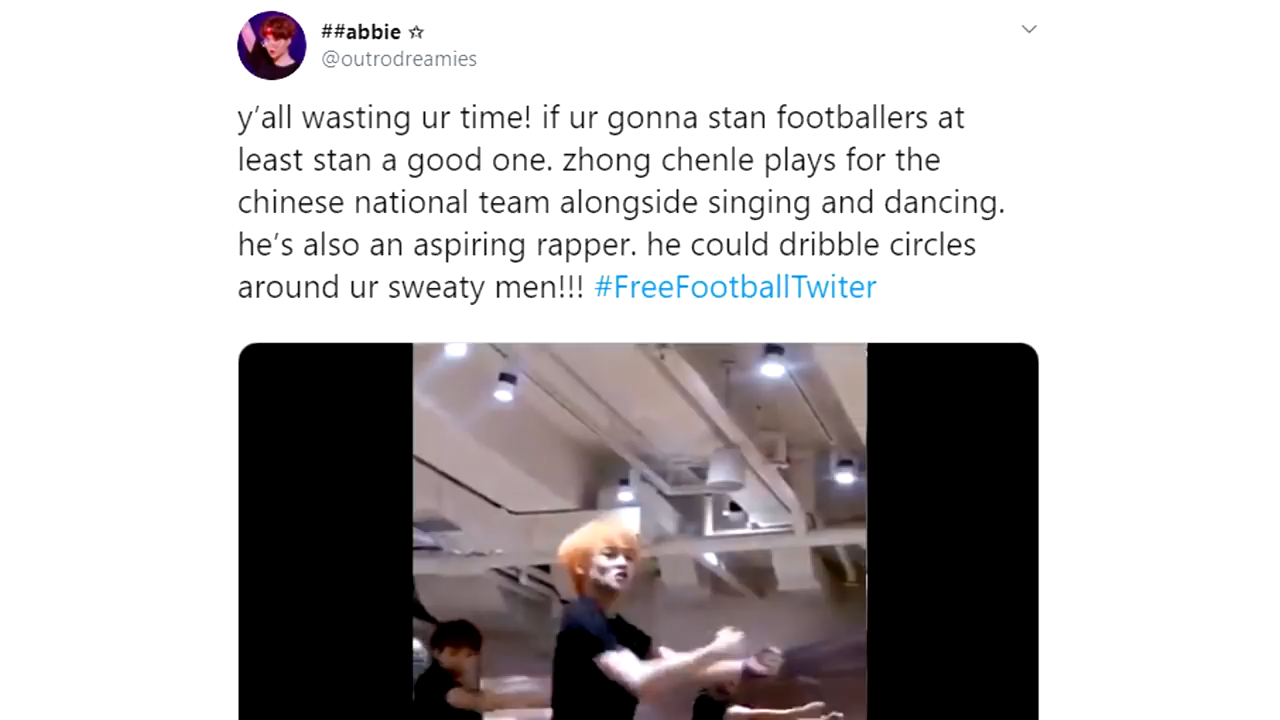 ##abbie ☆
@outrodreamies
y’all wasting ur time! if ur gonna stan footballers at
least stan a good one. zhong chenle plays for the
chinese national team alongside singing and dancing.
he’s also an aspiring rapper. he could dribble circles
around ur sweaty men!!! #FreeFootballTwiter